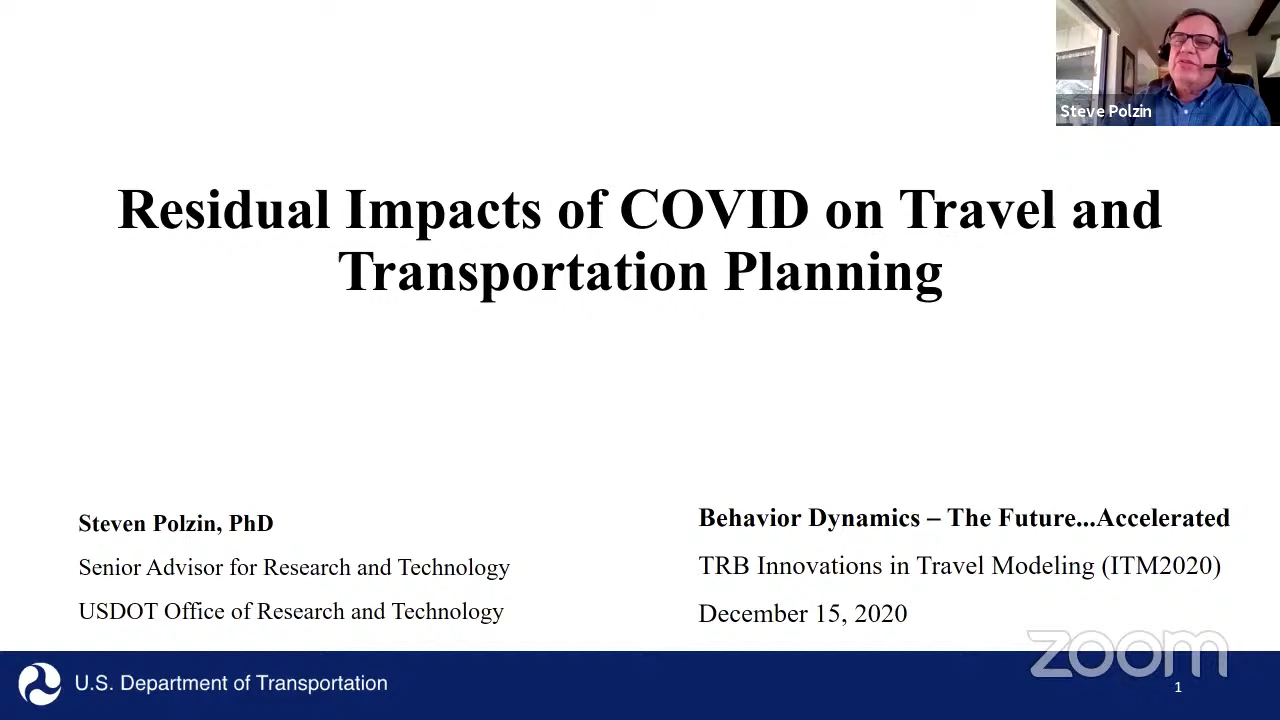 Steve Polzin
Residual Impacts of COVID on Travel and
Transportation Planning
Steven Polzin, PhD
Senior Advisor for Research and Technology
USDOT Office of Research and Technology
Behavior Dynamics – The Future...Accelerated
TRB Innovations in Travel Modeling (ITM2020)
December 15, 2020
zoom
U.S. Department of Transportation
1